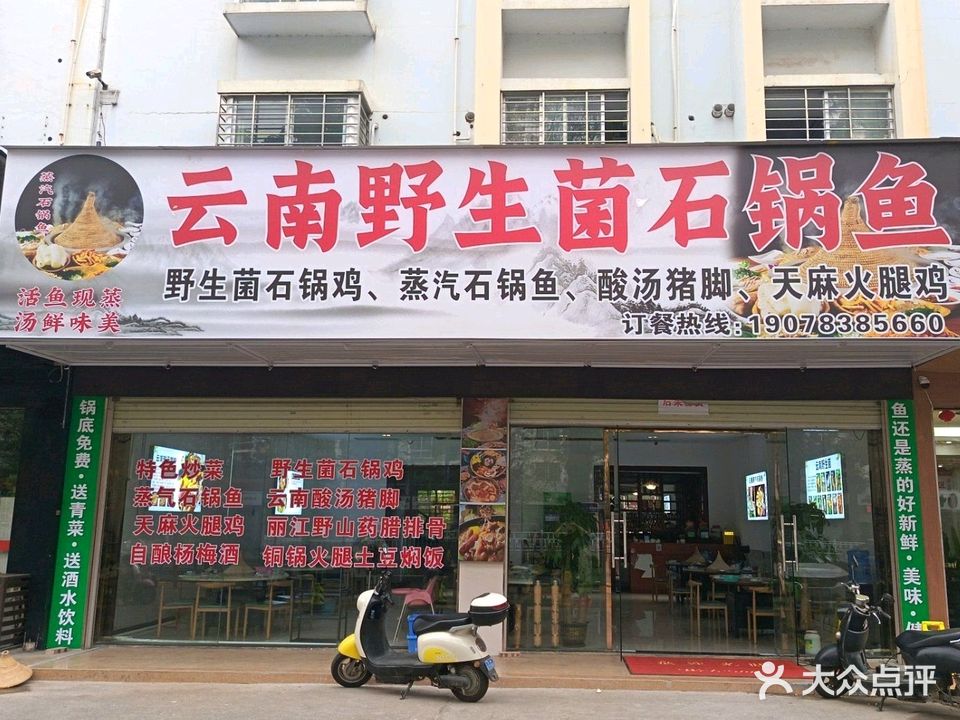 云南野生菌石锅鱼
蒸汽石锅鱼
活鱼现蒸
汤鲜味美
野生菌石锅鸡、蒸汽石锅鱼、酸汤猪脚、天麻火腿鸡
订餐热线:19078385660
锅底免费·送青菜·送酒水饮料
特色炒菜
蒸气石锅鱼
天麻火腿鸡
自酿杨梅酒
野生菌石锅鸡
云南酸汤猪脚
丽江野山药腊排骨
铜锅火腿土豆焖饭
鱼还是蒸的好新鲜·美味·健
大众点评